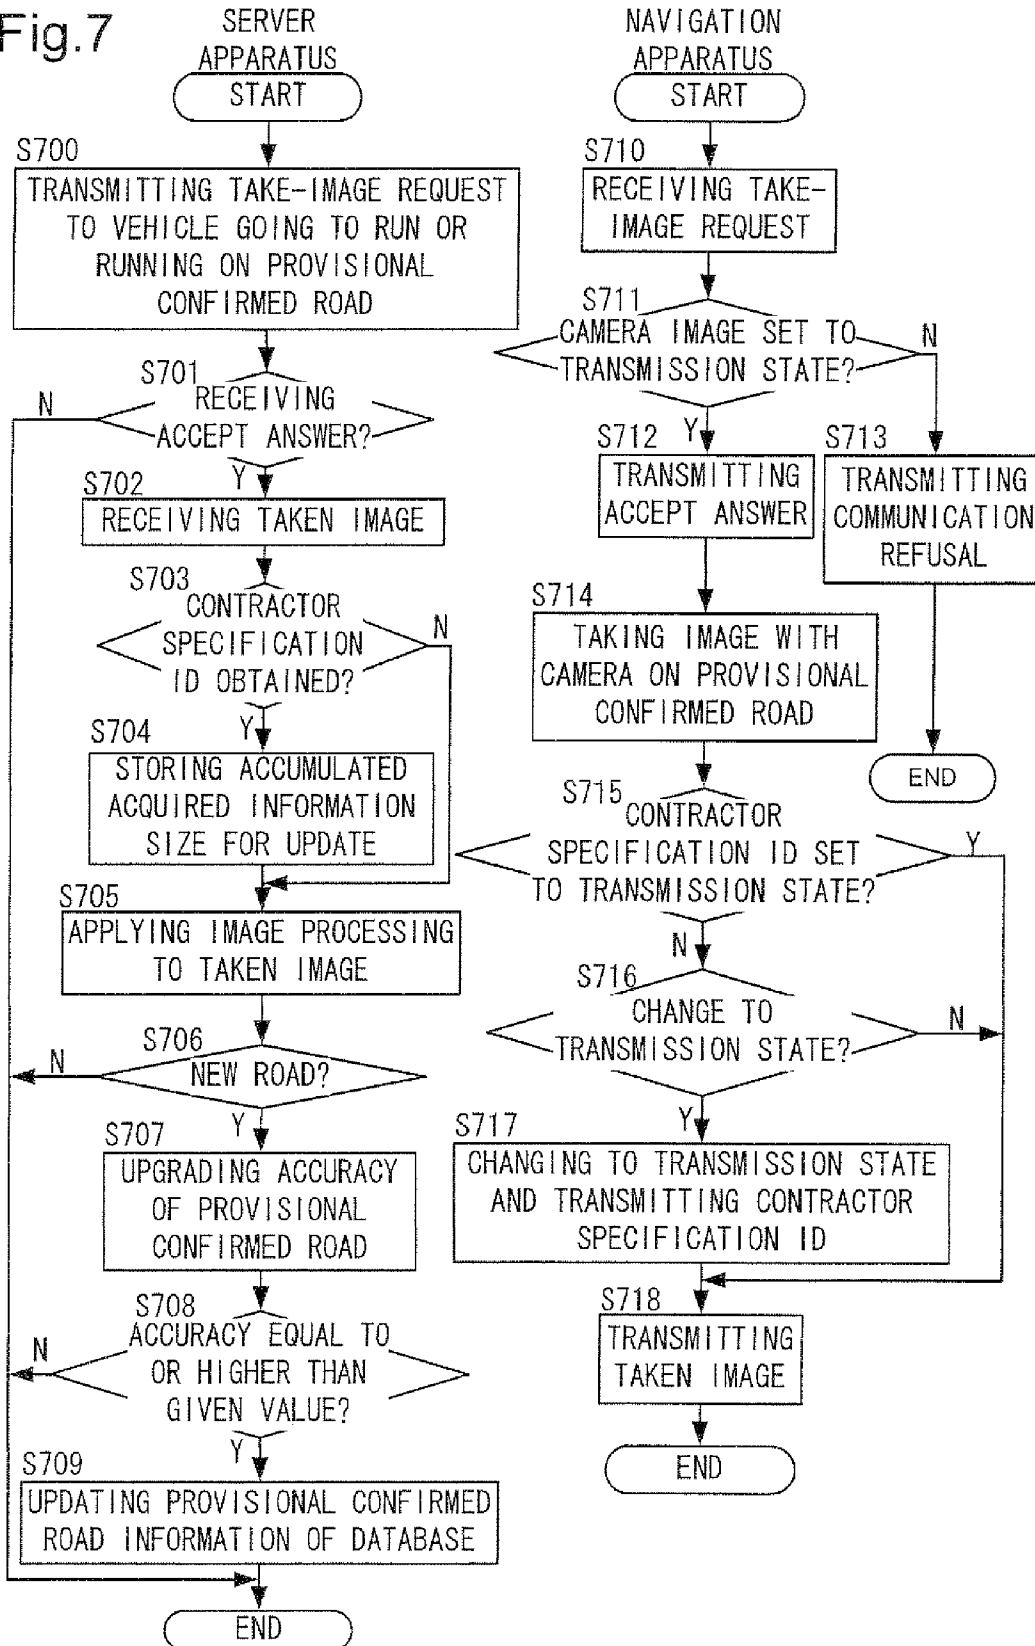 Fig.7
SERVER
APPARATUS
START
S700
TRANSMITTING TAKE-IMAGE REQUEST
TO VEHICLE GOING TO RUN OR
RUNNING ON PROVISIONAL
CONFIRMED ROAD
S701
RECEIVING
ACCEPT ANSWER?
N
Y
S702
RECEIVING TAKEN IMAGE
S703
CONTRACTOR
SPECIFICATION
ID OBTAINED?
N
Y
S704
STORING ACCUMULATED
ACQUIRED INFORMATION
SIZE FOR UPDATE
S705
APPLYING IMAGE PROCESSING
TO TAKEN IMAGE
S706
NEW ROAD?
N
Y
S707
UPGRADING ACCURACY
OF PROVISIONAL
CONFIRMED ROAD
S708
ACCURACY EQUAL TO
OR HIGHER THAN
GIVEN VALUE?
N
Y
S709
UPDATING PROVISIONAL CONFIRMED
ROAD INFORMATION OF DATABASE
END
NAVIGATION
APPARATUS
START
S710
RECEIVING TAKE-
IMAGE REQUEST
S711
CAMERA IMAGE SET TO
TRANSMISSION STATE?
N
Y
S712
TRANSMITTING
ACCEPT ANSWER
S713
TRANSMITTING
COMMUNICATION
REFUSAL
END
S714
TAKING IMAGE WITH
CAMERA ON PROVISIONAL
CONFIRMED ROAD
S715
CONTRACTOR
SPECIFICATION ID SET
TO TRANSMISSION STATE?
Y
N
S716
CHANGE TO
TRANSMISSION STATE?
N
Y
S717
CHANGING TO TRANSMISSION STATE
AND TRANSMITTING CONTRACTOR
SPECIFICATION ID
S718
TRANSMITTING
TAKEN IMAGE
END